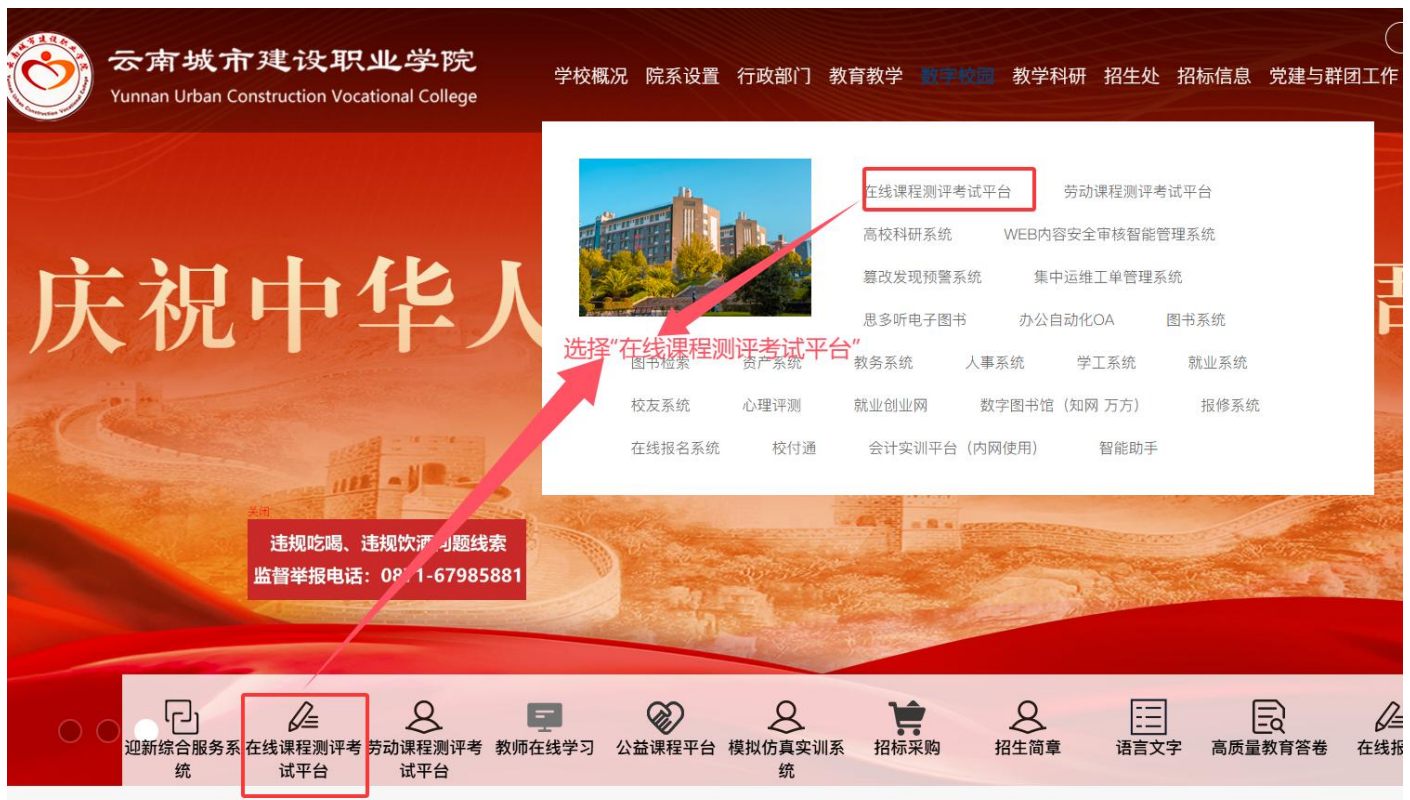 云南城市建设职业学院
Yunnan Urban Construction Vocational College
学校概况 院系设置 行政部门 教育教学 数字校园 教学科研 招生处 招标信息 党建与群团工作
在线课程测评考试平台 劳动课程测评考试平台
高校科研系统 WEB内容安全审核智能管理系统
篡改发现预警系统 集中运维工单管理系统
思多听电子图书 办公自动化OA 图书系统
选择“在线课程测评考试平台”
图书检索 资产系统 教务系统 人事系统 学工系统 就业系统
校友系统 心理评测 就业创业网 数字图书馆（知网 万方） 报修系统
在线报名系统 校付通 会计实训平台（内网使用） 智能助手
庆祝中华人
关闭
违规吃喝、违规饮酒问题线索
监督举报电话：0871-67985881
迎新综合服务系 在线课程测评考 劳动课程测评考 教师在线学习 公益课程平台 模拟仿真实训系 招标采购 招生简章 语言文字 高质量教育答卷 在线报
统 试平台 试平台 统